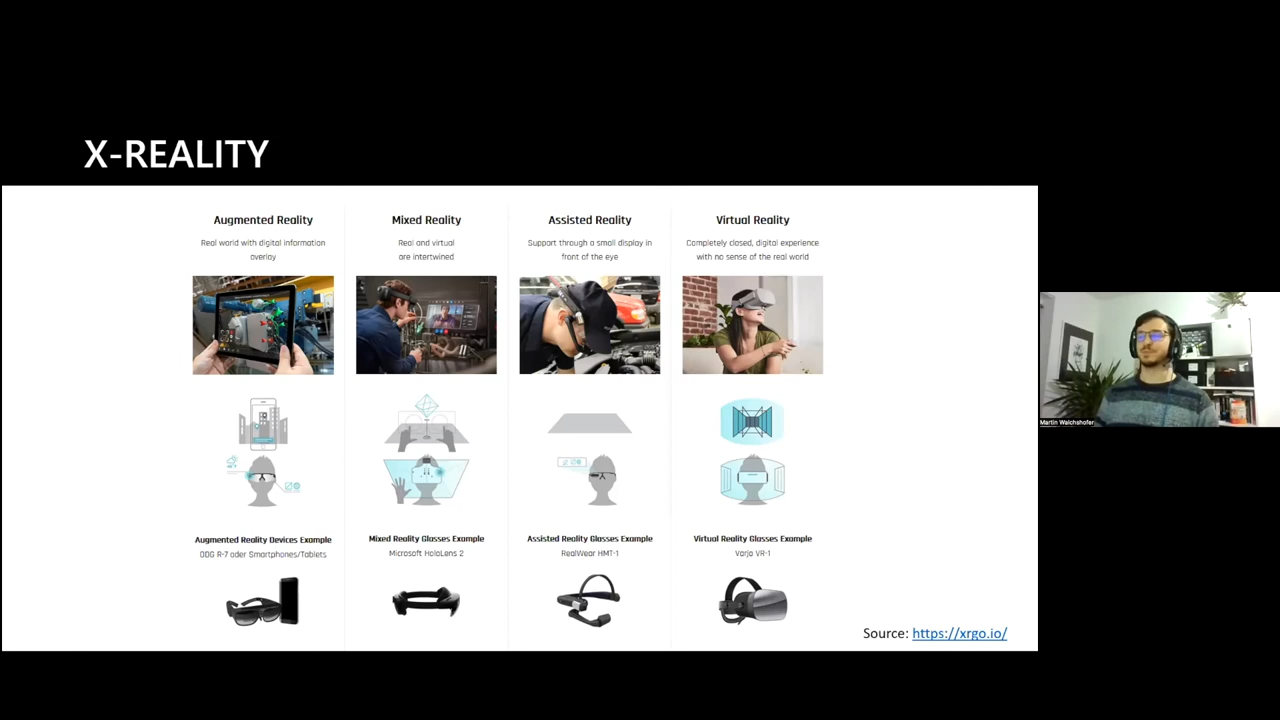 X-REALITY
Augmented Reality
Real world with digital information
overlay
Mixed Reality
Real and virtual
are intertwined
Assisted Reality
Support through a small display in
front of the eye
Virtual Reality
Completely closed, digital experience
with no sense of the real world
Augmented Reality Devices Example
ODG R-7 oder Smartphones/Tablets
Mixed Reality Glasses Example
Microsoft HoloLens 2
Assisted Reality Glasses Example
RealWear HMT-1
Virtual Reality Glasses Example
Varjo VR-1
Source: https://xrgo.io/
Martin Walchshofer